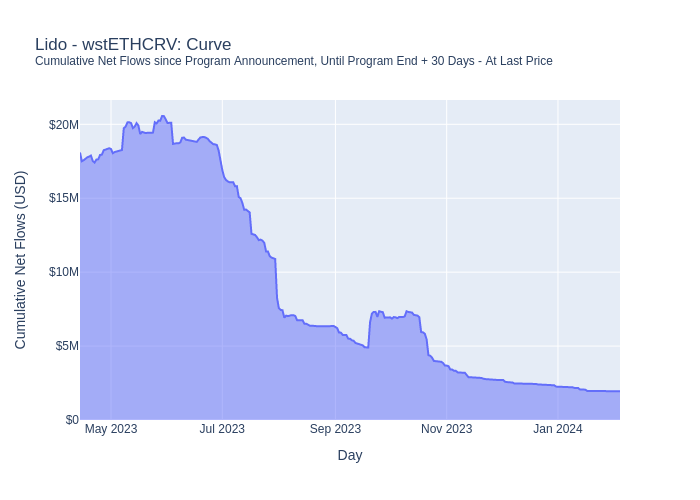 Lido - wstETHCRV: Curve
Cumulative Net Flows since Program Announcement, Until Program End + 30 Days - At Last Price
Cumulative Net Flows (USD)
$20M
$15M
$10M
$5M
$0
May 2023
Jul 2023
Sep 2023
Nov 2023
Jan 2024
Day